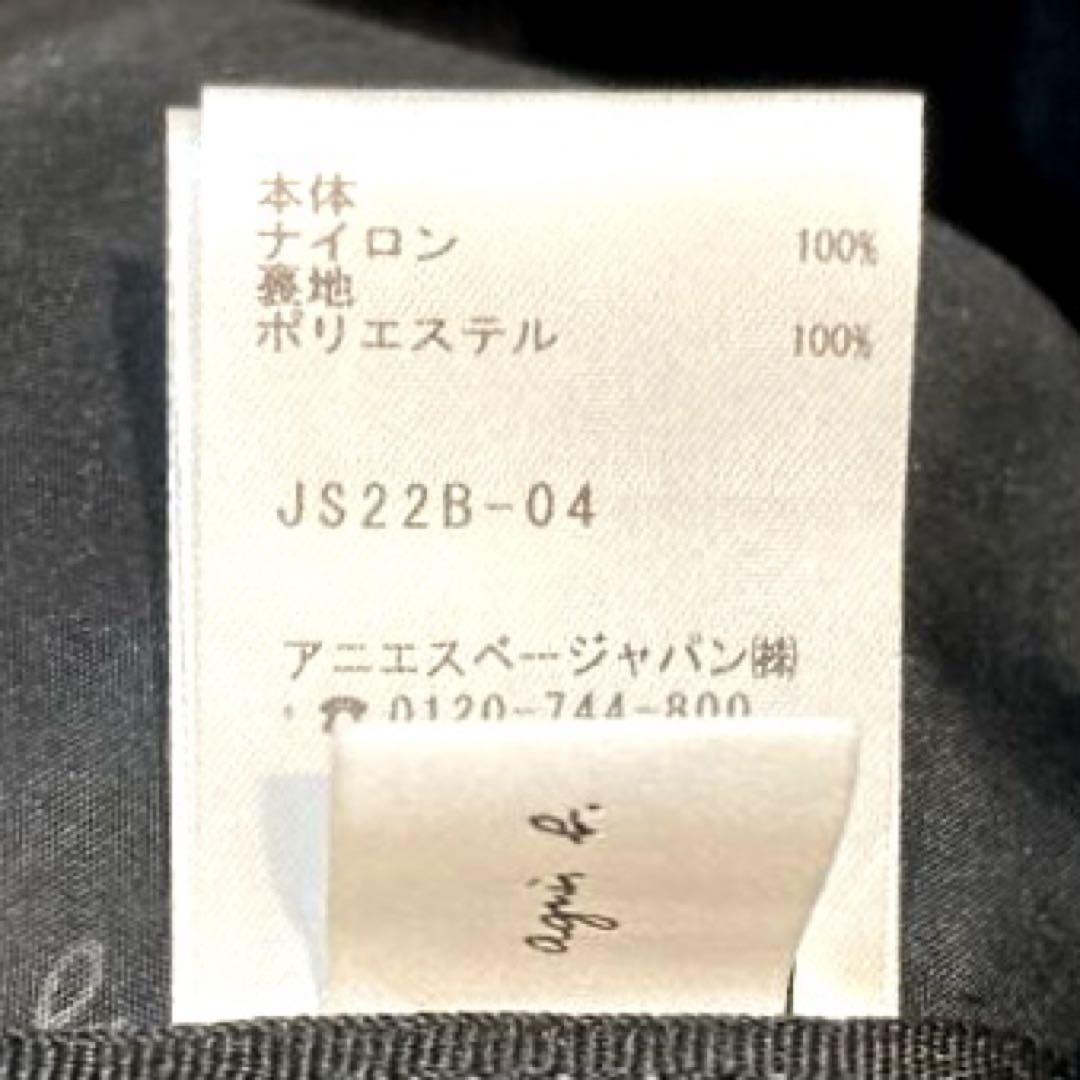 本体
ナイロン 100%
裏地
ポリエステル 100%
JS22B-04
アニエスベージャパン㈱
☎ 0120-744-800
agnès b.